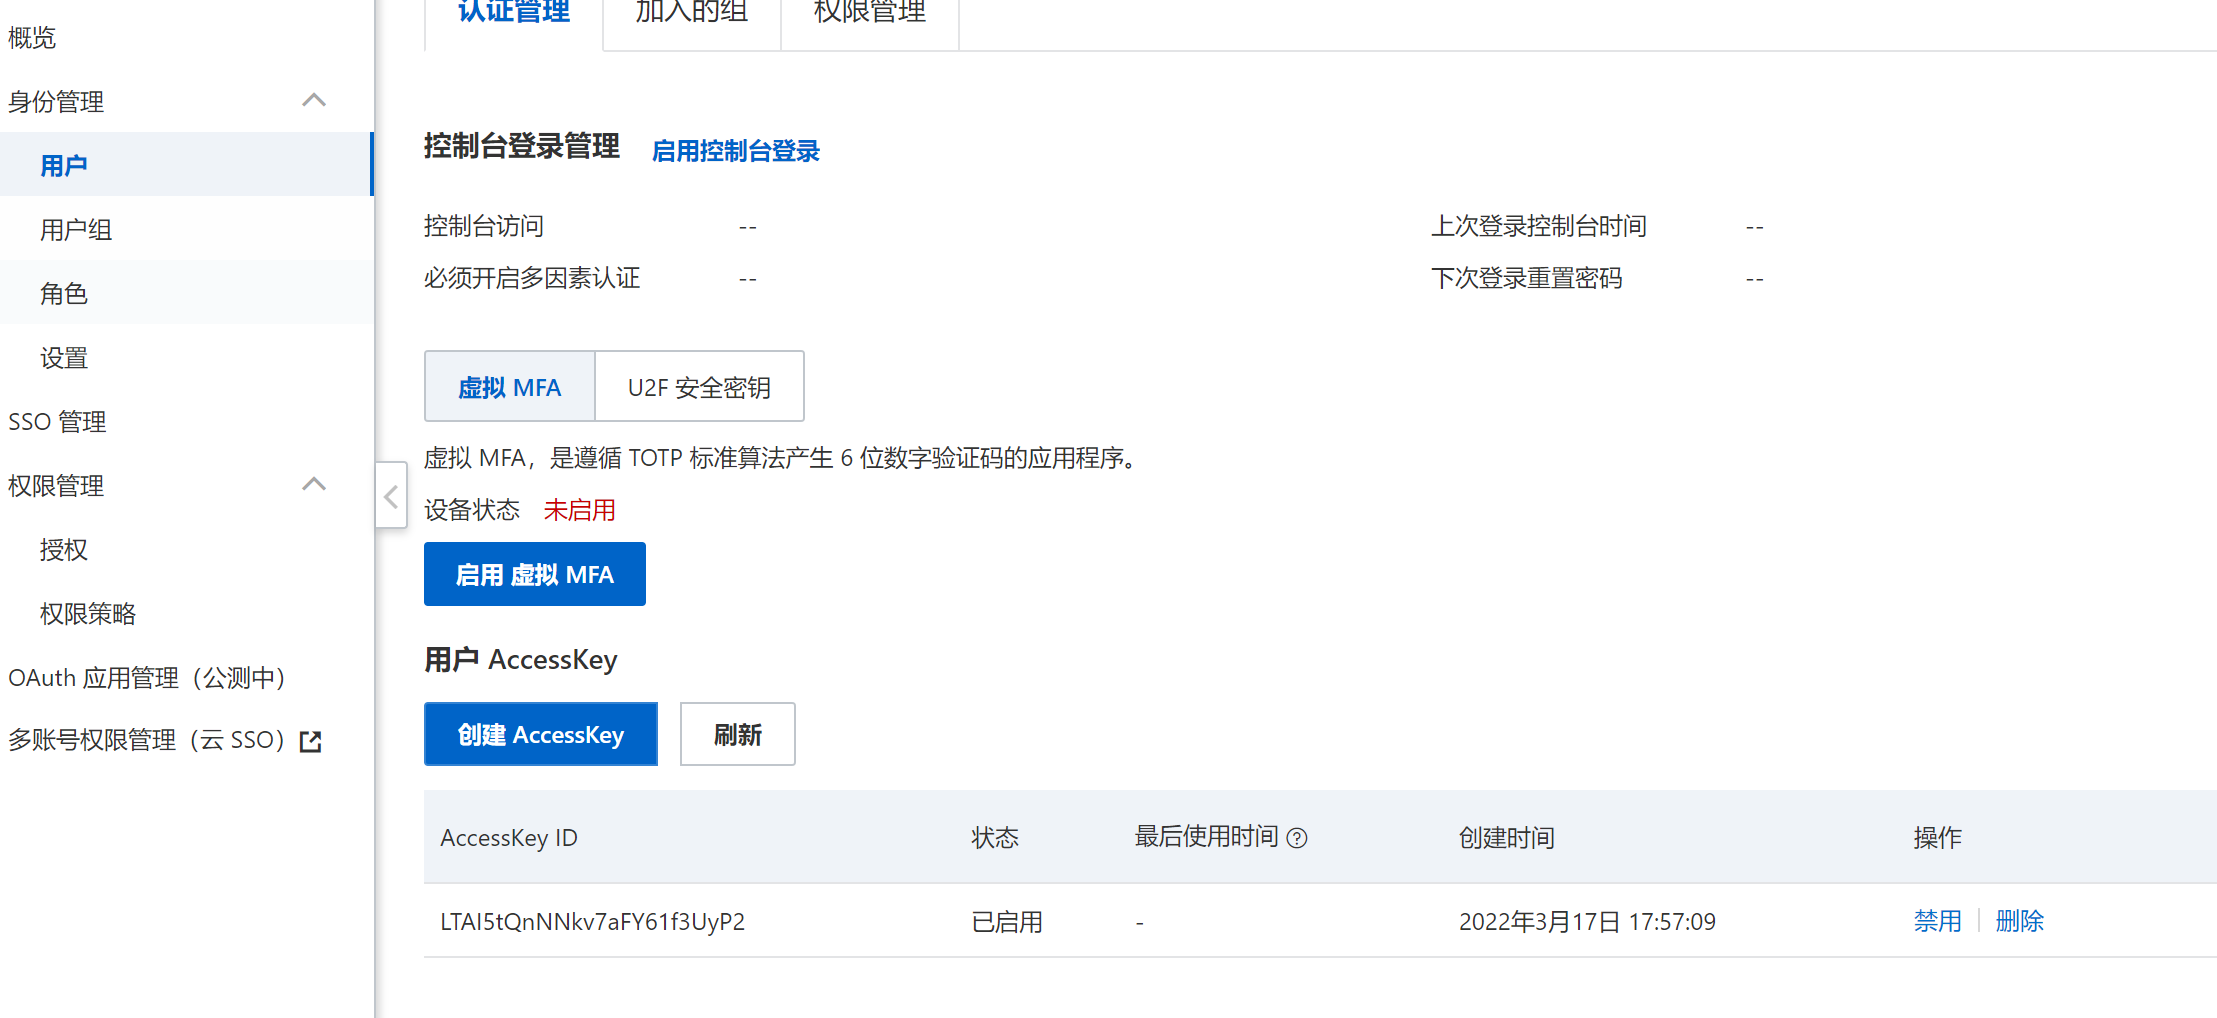 概览
身份管理
用户
用户组
角色
设置
SSO 管理
权限管理
授权
权限策略
OAuth 应用管理（公测中）
多账号权限管理（云 SSO）
认证管理 加入的组 权限管理
控制台登录管理 启用控制台登录
控制台访问 -- 上次登录控制台时间 --
必须开启多因素认证 -- 下次登录重置密码 --
虚拟 MFA U2F 安全密钥
虚拟 MFA，是遵循 TOTP 标准算法产生 6 位数字验证码的应用程序。
设备状态 未启用
启用 虚拟 MFA
用户 AccessKey
创建 AccessKey 刷新
AccessKey ID 状态 最后使用时间 创建时间 操作
LTAI5tQnNNkv7aFY61f3UyP2 已启用 - 2022年3月17日 17:57:09 禁用 删除